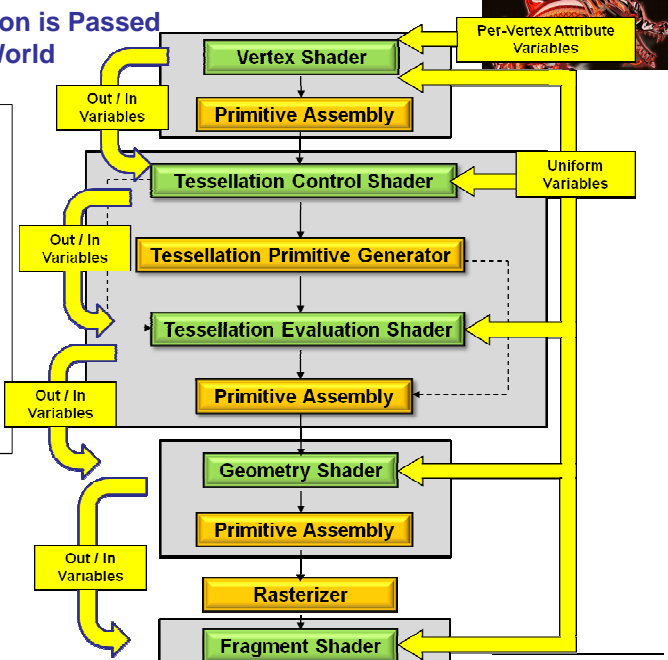 on is Passed
World
Per-Vertex Attribute
Variables
Vertex Shader
Out / In
Variables
Primitive Assembly
Uniform
Variables
Tessellation Control Shader
Out / In
Variables
Tessellation Primitive Generator
Tessellation Evaluation Shader
Out / In
Variables
Primitive Assembly
Geometry Shader
Primitive Assembly
Out / In
Variables
Rasterizer
Fragment Shader